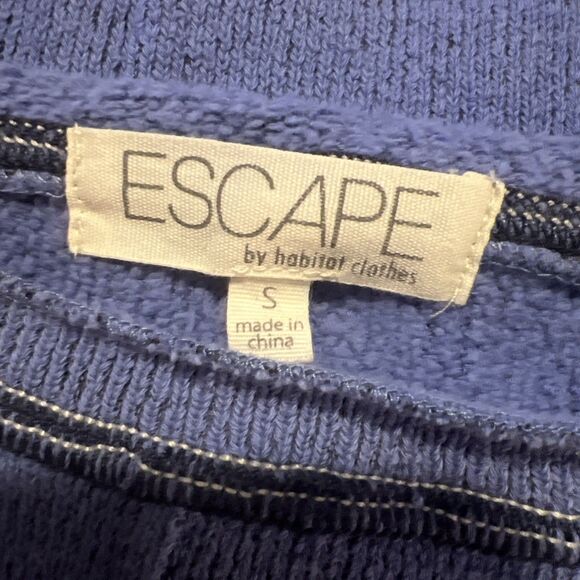 ESCAPE
by habitat clothes
S
made in
china